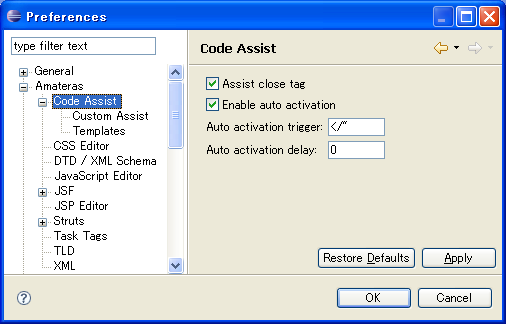 Preferences
type filter text
General
Amateras
Code Assist
Custom Assist
Templates
CSS Editor
DTD / XML Schema
JavaScript Editor
JSF
JSP Editor
Struts
Task Tags
TLD
XML
Code Assist
Assist close tag
Enable auto activation
Auto activation trigger: </"
Auto activation delay: 0
Restore Defaults Apply
OK Cancel